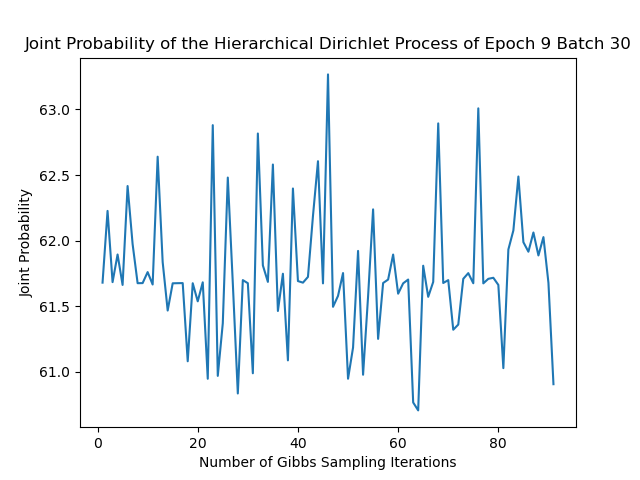 Joint Probability of the Hierarchical Dirichlet Process of Epoch 9 Batch 30
63.0
62.5
62.0
61.5
61.0
Joint Probability
0 20 40 60 80
Number of Gibbs Sampling Iterations